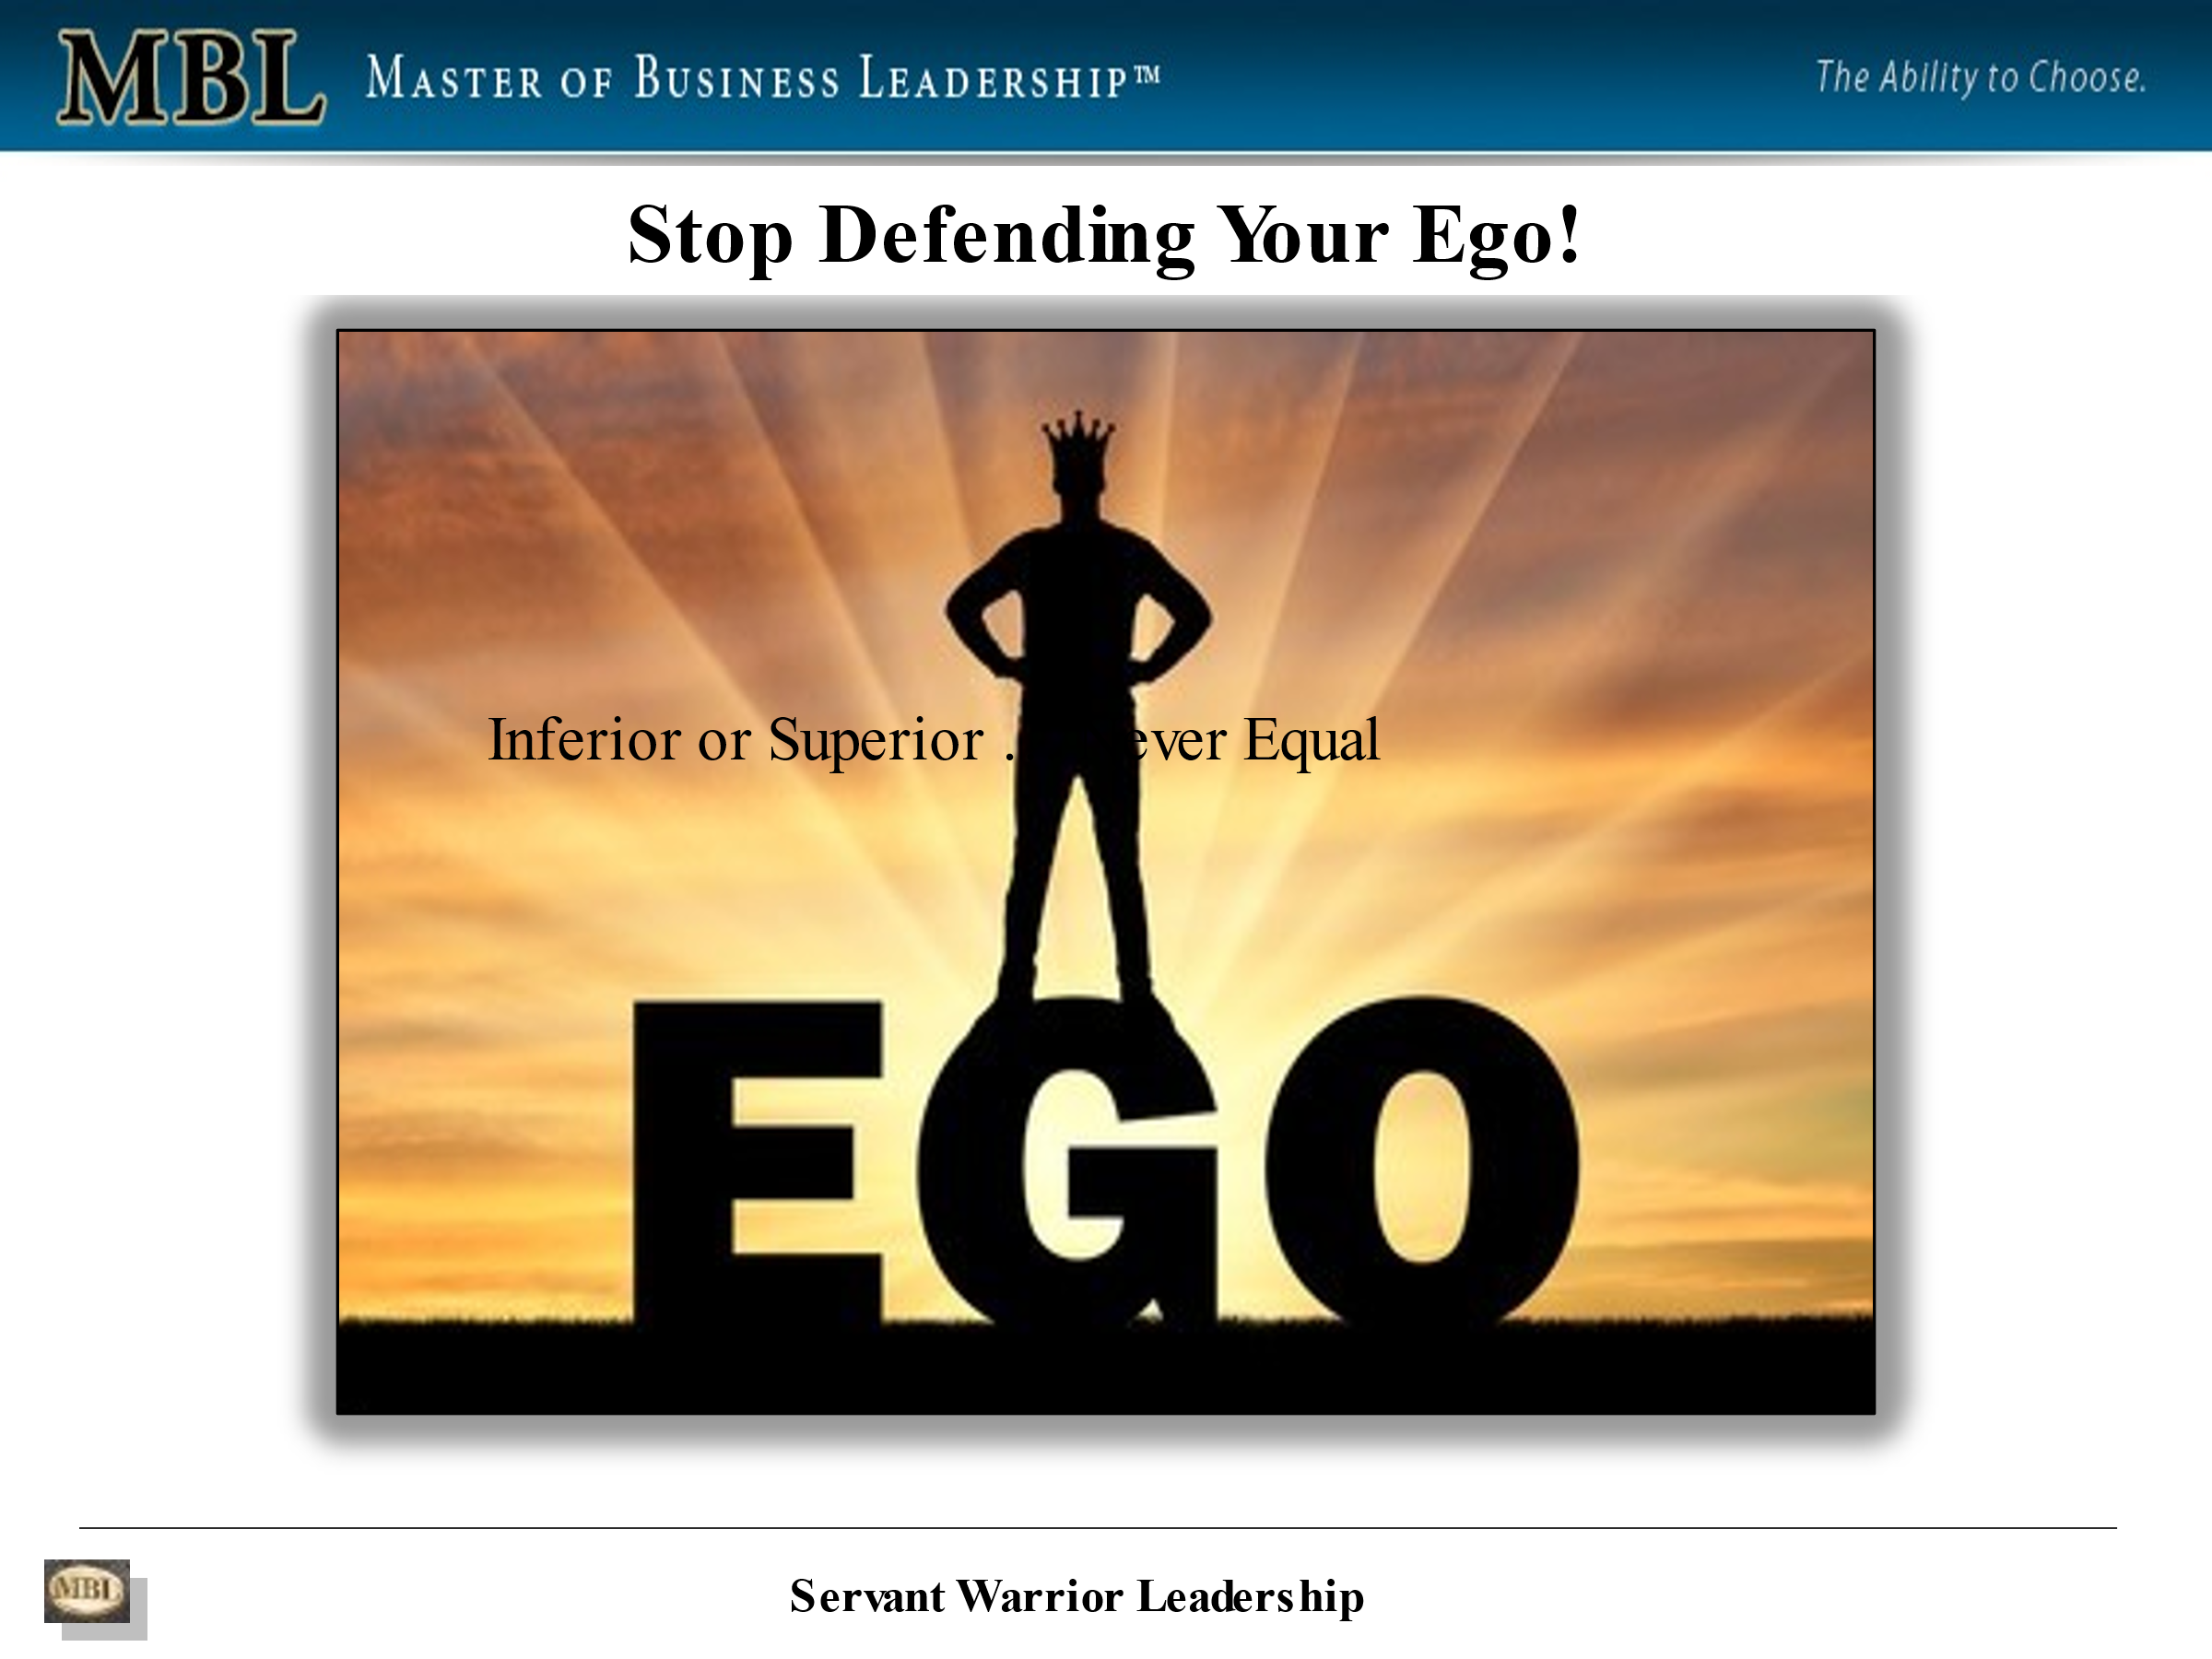 MBL MASTER OF BUSINESS LEADERSHIP™ The Ability to Choose.
Stop Defending Your Ego!
Inferior or Superior . Equal
EGO
MBL
Servant Warrior Leadership